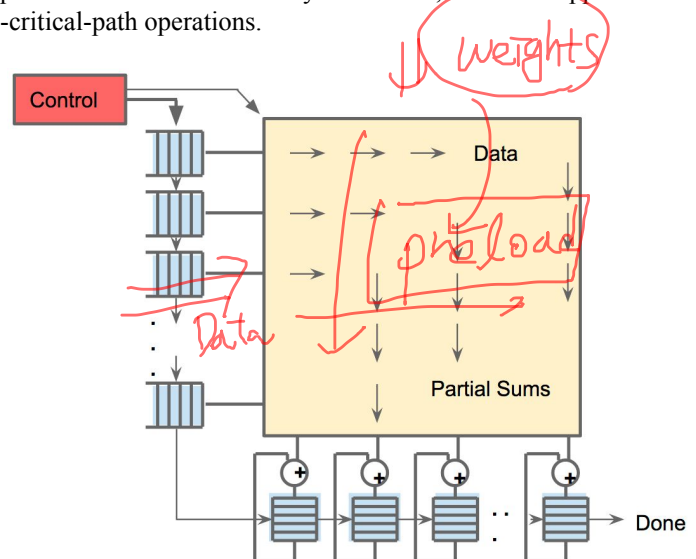 -critical-path operations.
weights
Control
Data
preload
Data
Partial Sums
Done